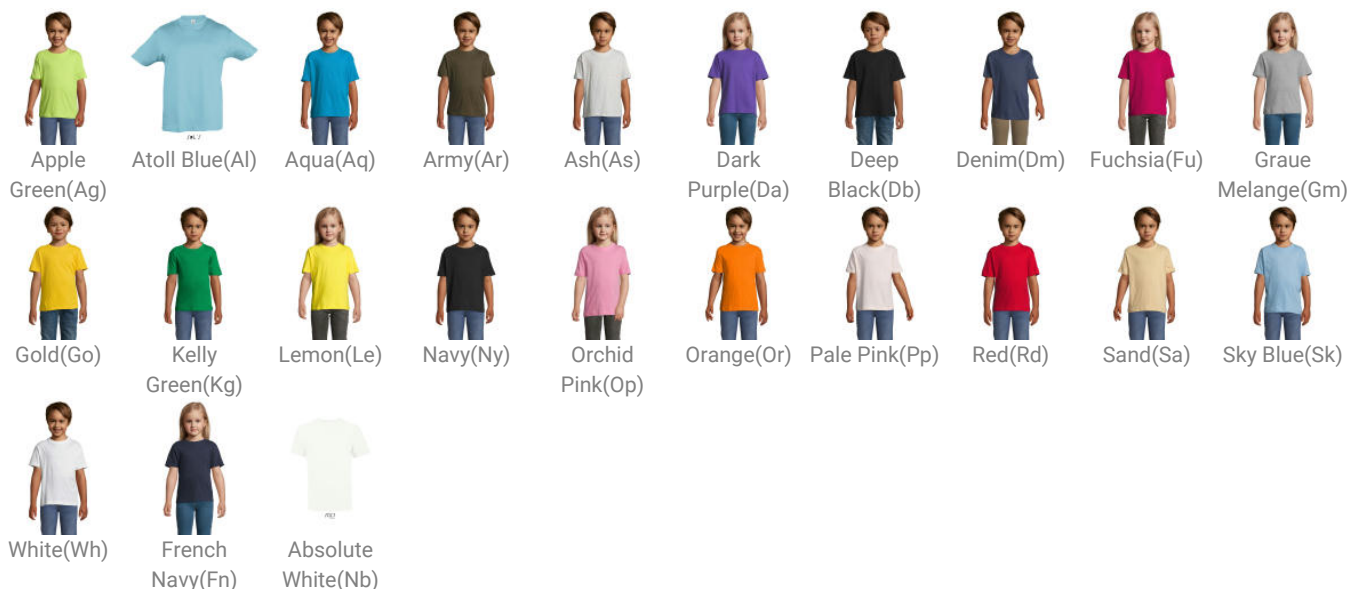 Apple
Green(Ag)
Atoll Blue(Al)
Aqua(Aq)
Army(Ar)
Ash(As)
Dark
Purple(Da)
Deep
Black(Db)
Denim(Dm)
Fuchsia(Fu)
Graue
Melange(Gm)
Gold(Go)
Kelly
Green(Kg)
Lemon(Le)
Navy(Ny)
Orchid
Pink(Op)
Orange(Or)
Pale Pink(Pp)
Red(Rd)
Sand(Sa)
Sky Blue(Sk)
White(Wh)
French
Navy(Fn)
Absolute
White(Nb)